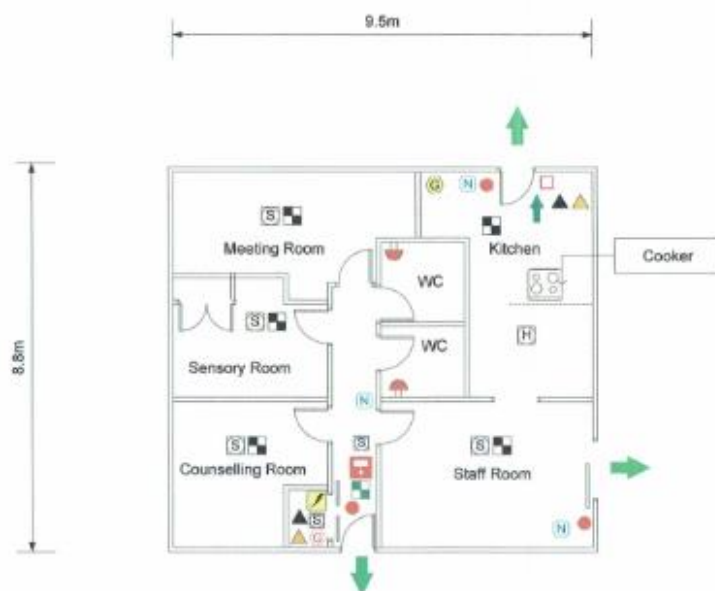 9.5m
8.8m
G
N
S
Meeting Room
Kitchen
Cooker
WC
S
H
WC
Sensory Room
N
S
S
S
Counselling Room
Staff Room
S
G
N